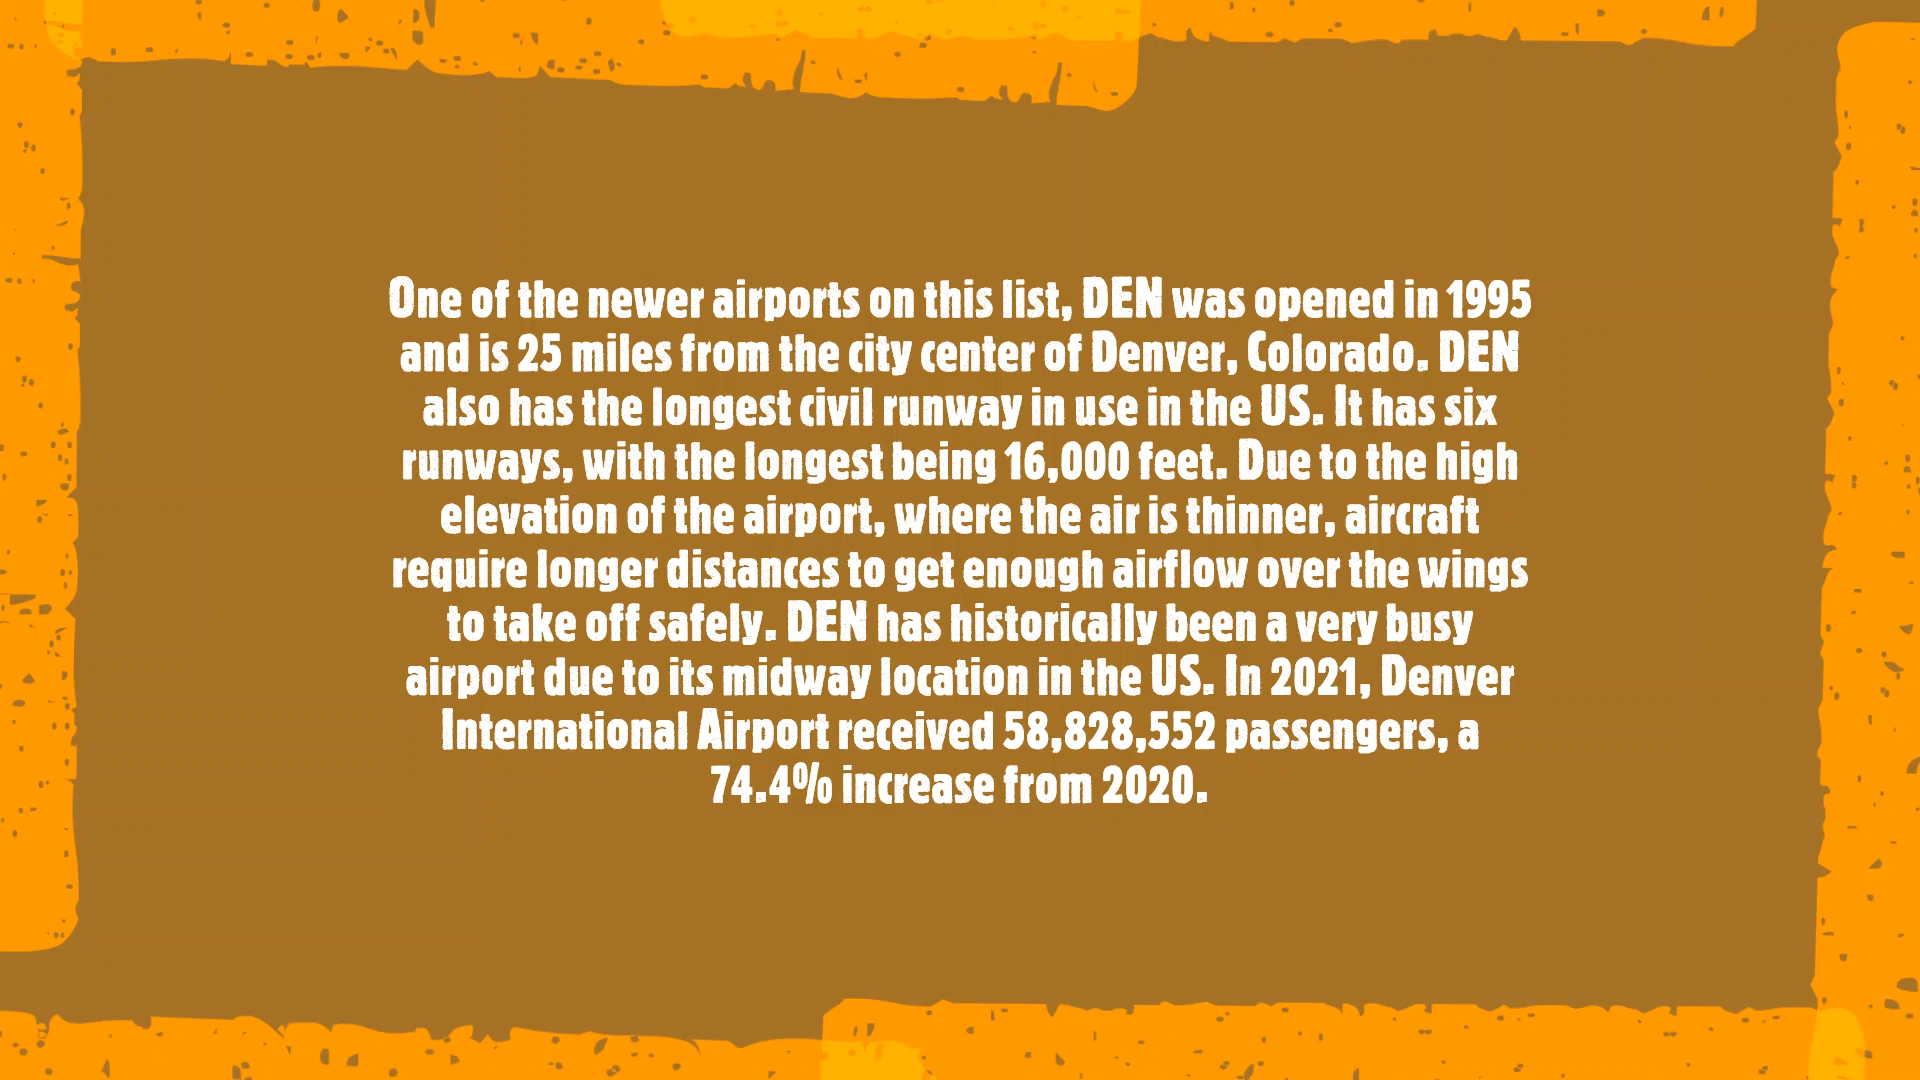 One of the newer airports on this list, DEN was opened in 1995
and is 25 miles from the city center of Denver, Colorado. DEN
also has the longest civil runway in use in the US. It has six
runways, with the longest being 16,000 feet. Due to the high
elevation of the airport, where the air is thinner, aircraft
require longer distances to get enough airflow over the wings
to take off safely. DEN has historically been a very busy
airport due to its midway location in the US. In 2021, Denver
International Airport received 58,828,552 passengers, a
74.4% increase from 2020.